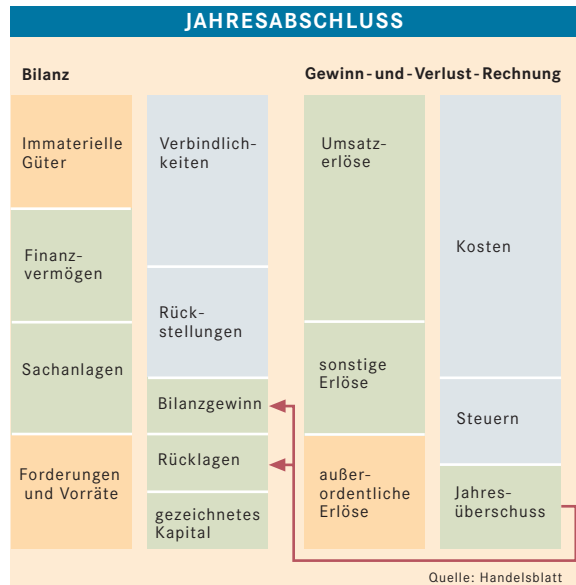 JAHRESABSCHLUSS
Bilanz
Immaterielle
Güter
Finanz-
vermögen
Sachanlagen
Forderungen
und Vorräte
Verbindlich-
keiten
Rück-
stellungen
Bilanzgewinn
Rücklagen
gezeichnetes
Kapital
Gewinn-und-Verlust-Rechnung
Umsatz-
erlöse
sonstige
Erlöse
außer-
ordentliche
Erlöse
Kosten
Steuern
Jahres-
überschuss
Quelle: Handelsblatt